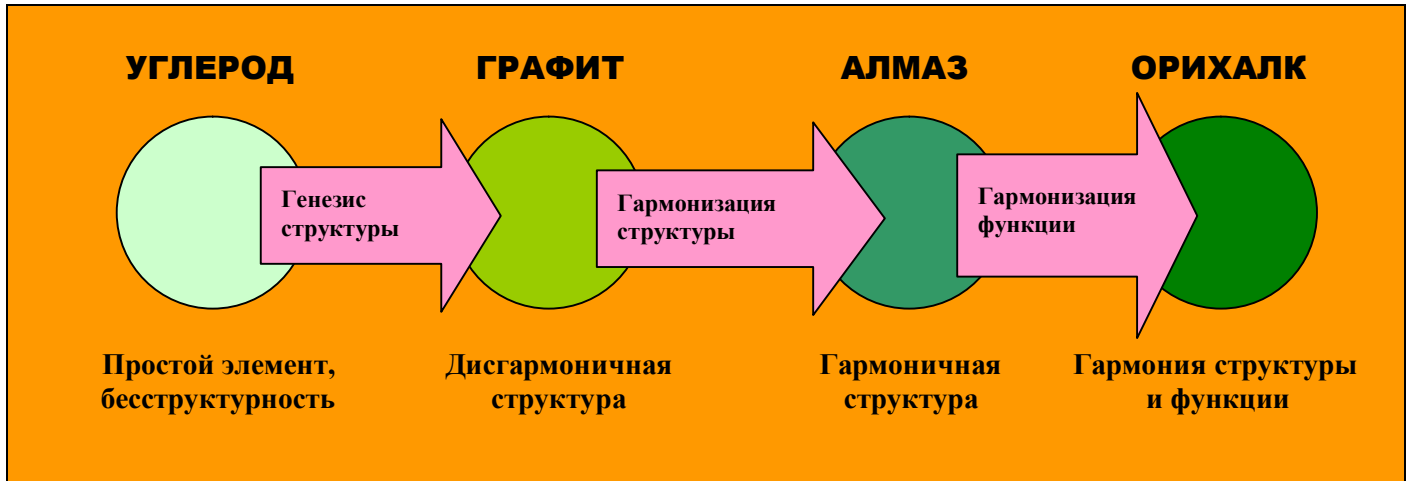 УГЛЕРОД
ГРАФИТ
АЛМАЗ
ОРИХАЛК
Генезис
структуры
Гармонизация
структуры
Гармонизация
функции
Простой элемент,
бесструктурность
Дисгармоничная
структура
Гармоничная
структура
Гармония структуры
и функции